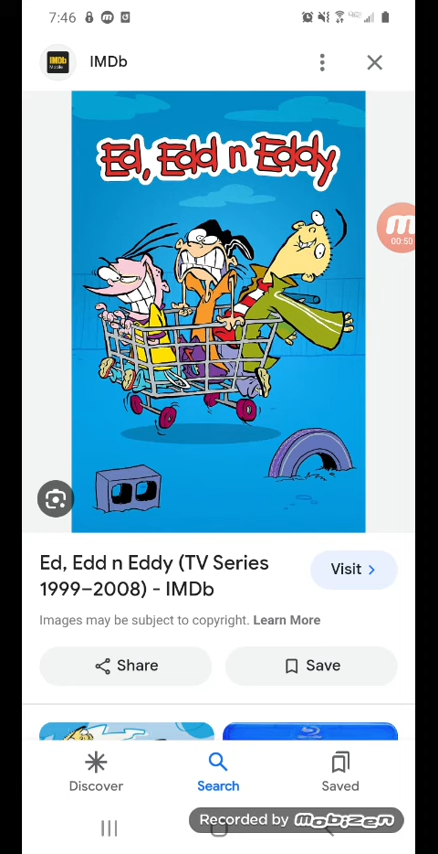 7:46
IMDb
IMDb
Ed, Edd n Eddy
00:50
Ed, Edd n Eddy (TV Series
1999–2008) - IMDb
Visit
Images may be subject to copyright. Learn More
Share
Save
Discover
Search
Saved
Recorded by Mobizen